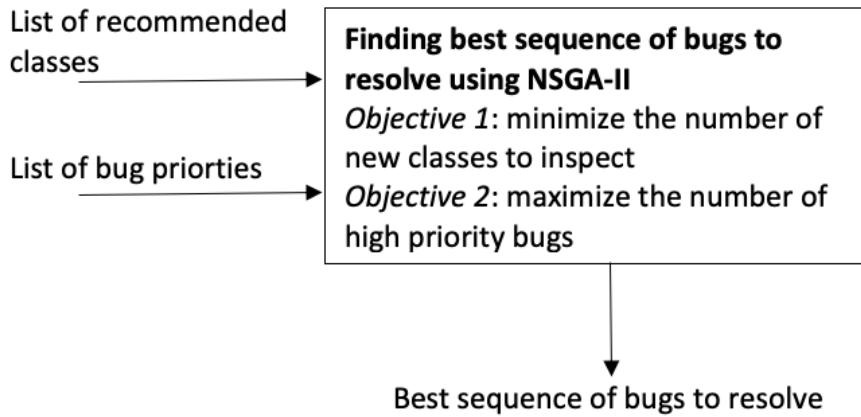 List of recommended
classes
List of bug priorties
Finding best sequence of bugs to
resolve using NSGA-II
Objective 1: minimize the number of
new classes to inspect
Objective 2: maximize the number of
high priority bugs
Best sequence of bugs to resolve